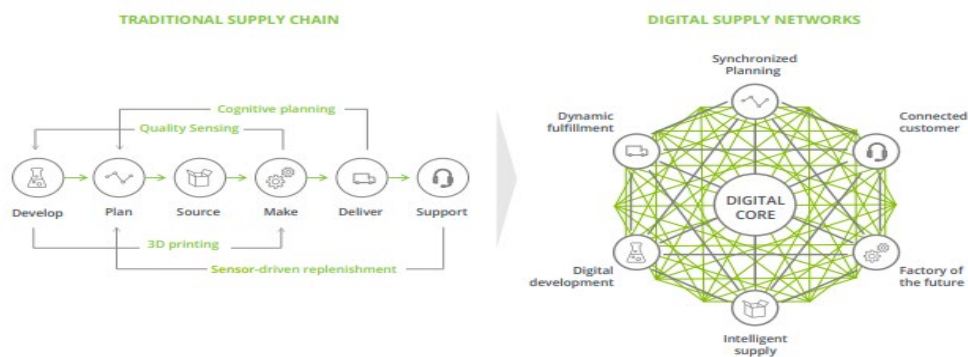 TRADITIONAL SUPPLY CHAIN
Cognitive planning
Quality Sensing
Develop
Plan
Source
Make
Deliver
Support
3D printing
Sensor-driven replenishment
DIGITAL SUPPLY NETWORKS
Synchronized
Planning
Dynamic
fulfillment
Connected
customer
DIGITAL
CORE
Digital
development
Factory
of the future
Intelligent
supply